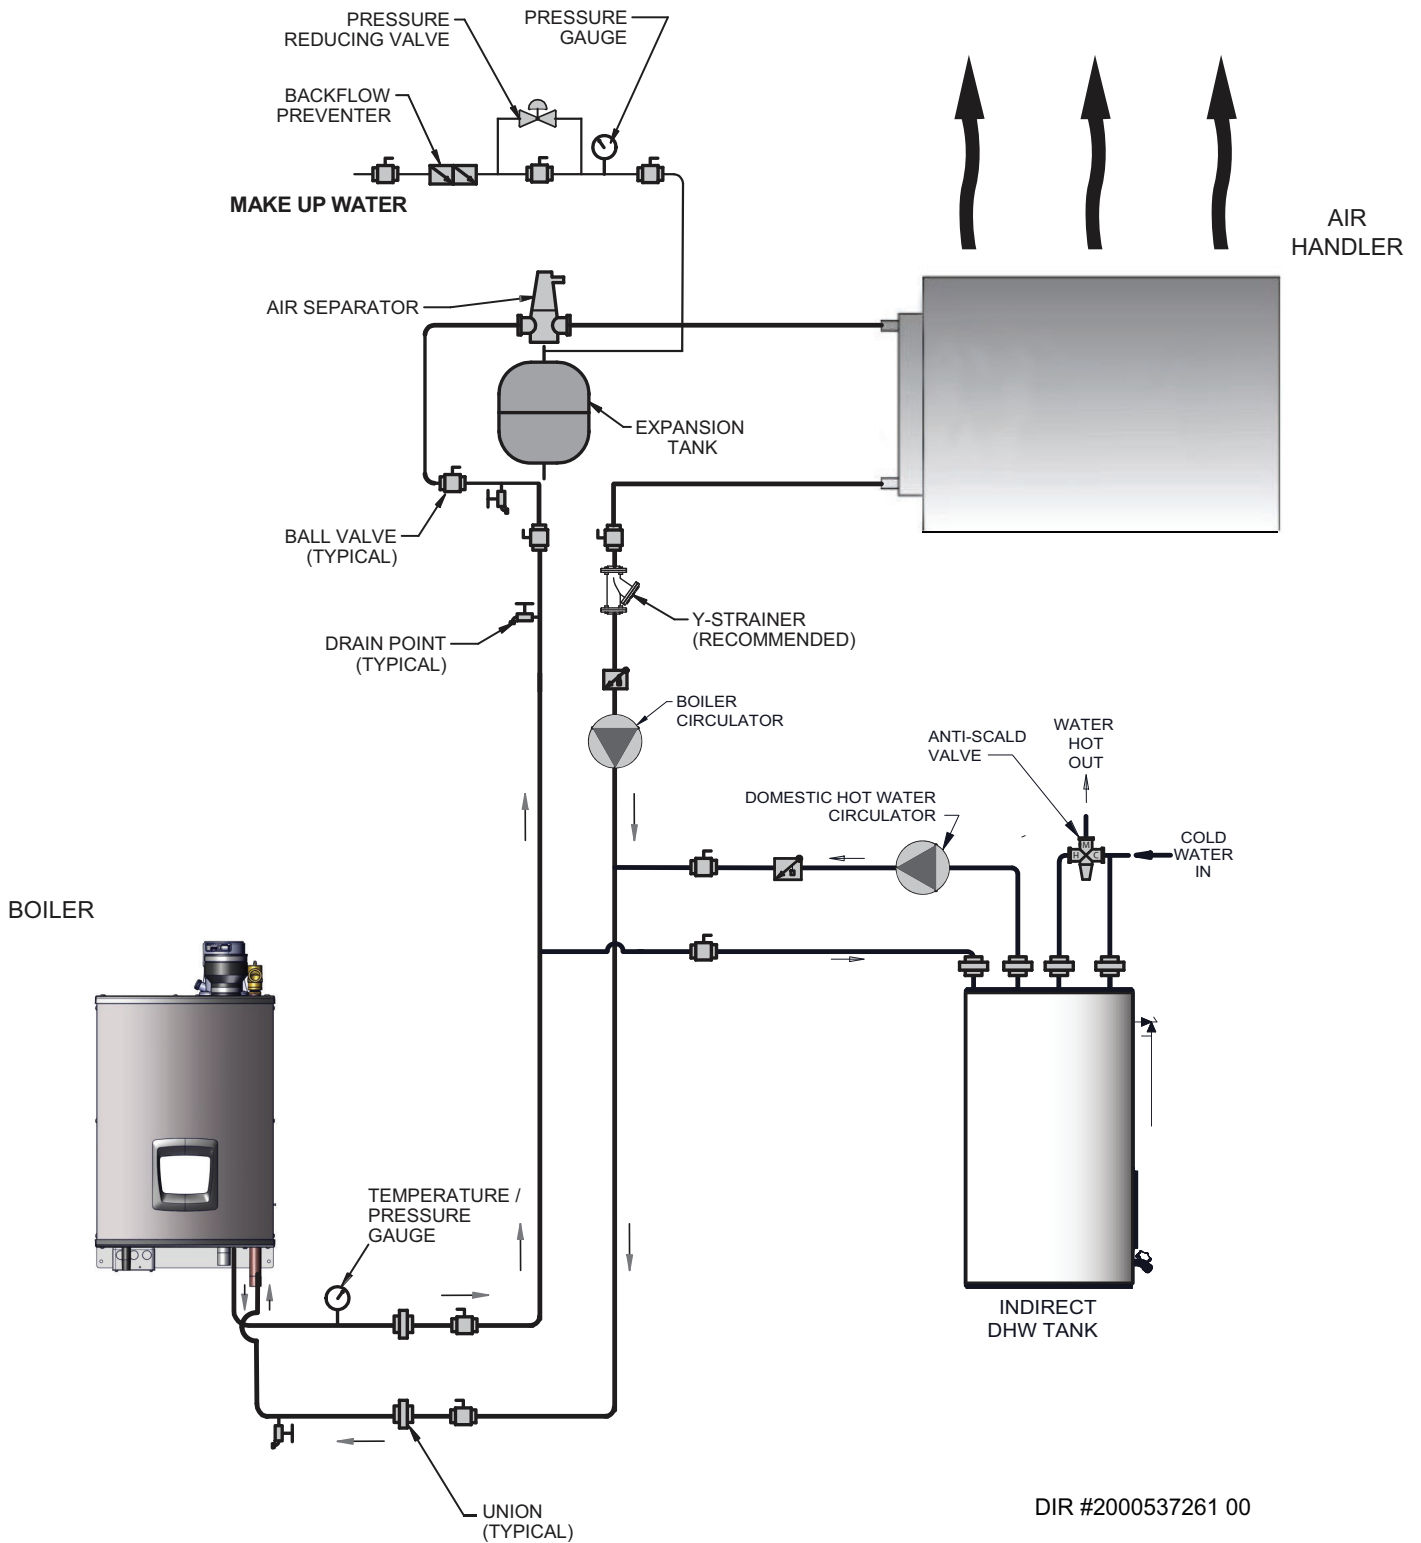 PRESSURE
REDUCING VALVE
PRESSURE
GAUGE
BACKFLOW
PREVENTER
MAKE UP WATER
AIR
HANDLER
AIR SEPARATOR
EXPANSION
TANK
BALL VALVE
(TYPICAL)
Y-STRAINER
(RECOMMENDED)
DRAIN POINT
(TYPICAL)
BOILER
CIRCULATOR
ANTI-SCALD
VALVE
WATER
HOT
OUT
DOMESTIC HOT WATER
CIRCULATOR
M
H
C
COLD
WATER
IN
BOILER
TEMPERATURE /
PRESSURE
GAUGE
INDIRECT
DHW TANK
UNION
(TYPICAL)
DIR #2000537261 00